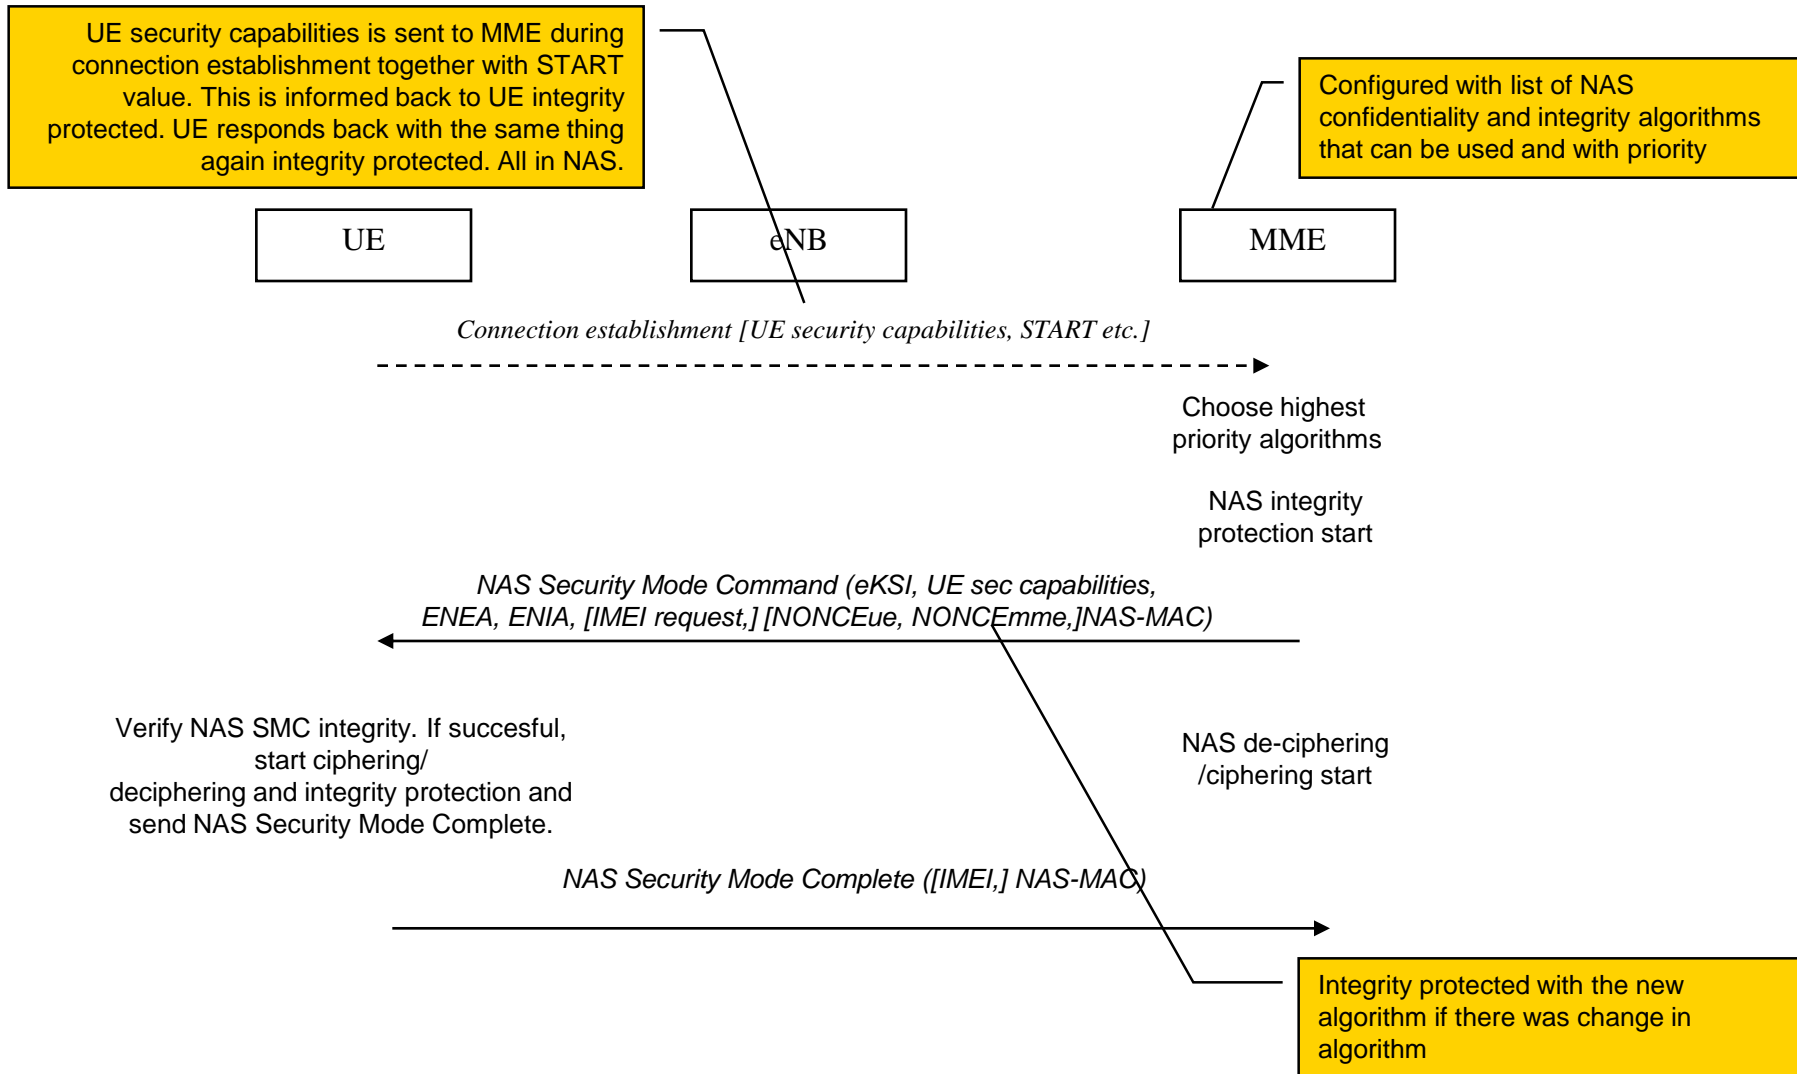 UE security capabilities is sent to MME during
connection establishment together with START
value. This is informed back to UE integrity
protected. UE responds back with the same thing
again integrity protected. All in NAS.
Configured with list of NAS
confidentiality and integrity algorithms
that can be used and with priority
UE
eNB
MME
Connection establishment [UE security capabilities, START etc.]
Choose highest
priority algorithms
NAS integrity
protection start
NAS Security Mode Command (eKSI, UE sec capabilities,
ENEA, ENIA, [IMEI request,] [NONCEue, NONCEmme,]NAS-MAC)
Verify NAS SMC integrity. If succesful,
start ciphering/
deciphering and integrity protection and
send NAS Security Mode Complete.
NAS de-ciphering
/ciphering start
NAS Security Mode Complete ([IMEI,] NAS-MAC)
Integrity protected with the new
algorithm if there was change in
algorithm